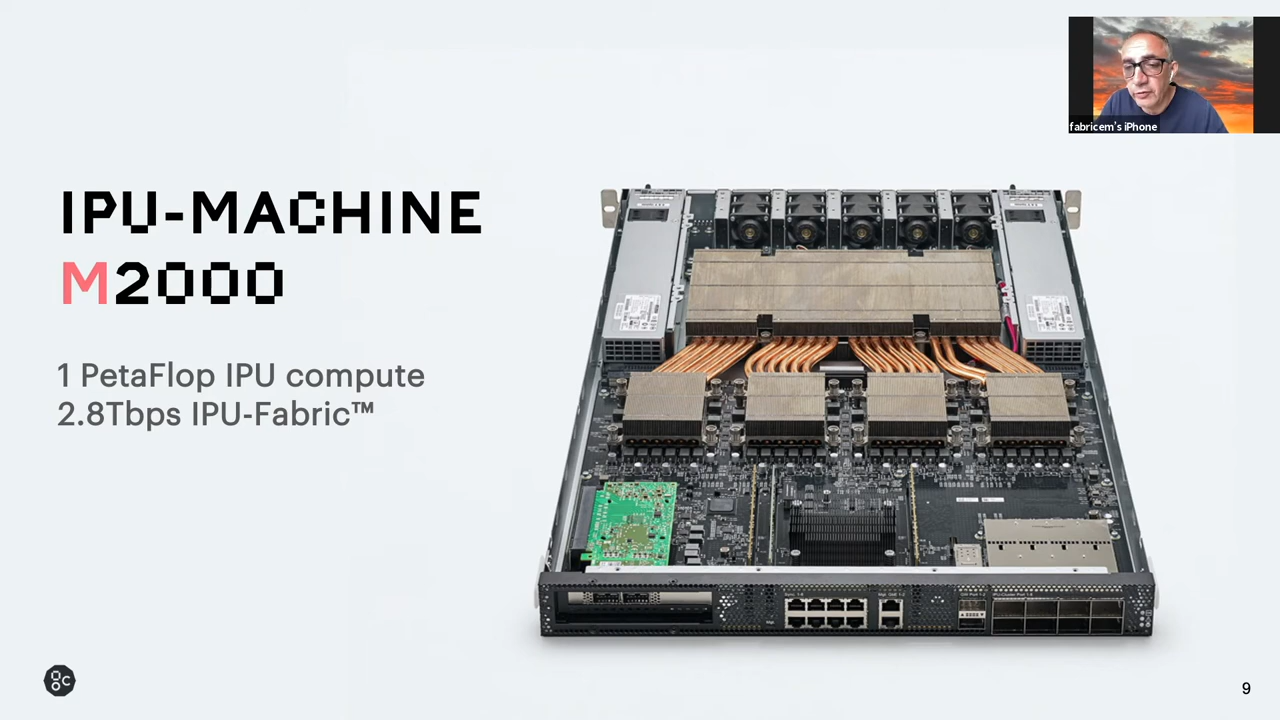 fabricem's iPhone
IPU-MACHINE
M2000
1 PetaFlop IPU compute
2.8Tbps IPU-Fabric™
9